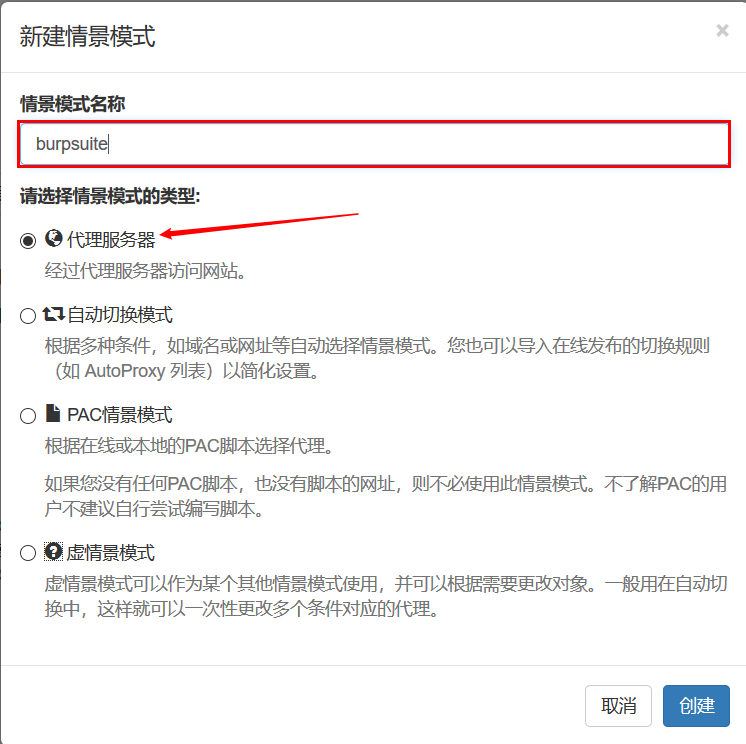 新建情景模式
×
情景模式名称
burpsuite
请选择情景模式的类型:
代理服务器
经过代理服务器访问网站。
自动切换模式
根据多种条件，如域名或网址等自动选择情景模式。您也可以导入在线发布的切换规则
（如 AutoProxy 列表）以简化设置。
PAC情景模式
根据在线或本地的PAC脚本选择代理。
如果您没有任何PAC脚本，也没有脚本的网址，则不必使用此情景模式。不了解PAC的用
户不建议自行尝试编写脚本。
虚情景模式
虚情景模式可以作为某个其他情景模式使用，并可以根据需要更改对象。一般用在自动切
换中，这样就可以一次性更改多个条件对应的代理。
取消
创建